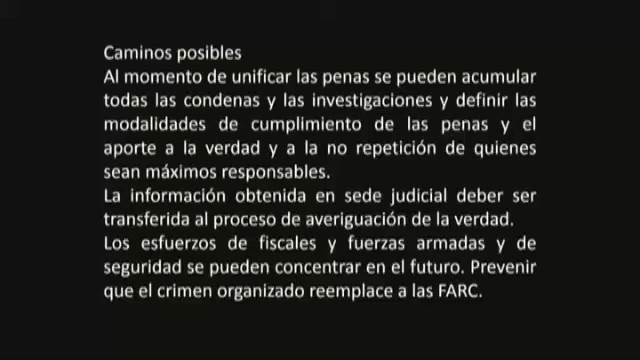 Caminos posibles
Al momento de unificar las penas se pueden acumular
todas las condenas y las investigaciones y definir las
modalidades de cumplimiento de las penas y el
aporte a la verdad y a la no repetición de quienes
sean máximos responsables.
La información obtenida en sede judicial deber ser
transferida al proceso de averiguación de la verdad.
Los esfuerzos de fiscales y fuerzas armadas y de
seguridad se pueden concentrar en el futuro. Prevenir
que el crimen organizado reemplace a las FARC.